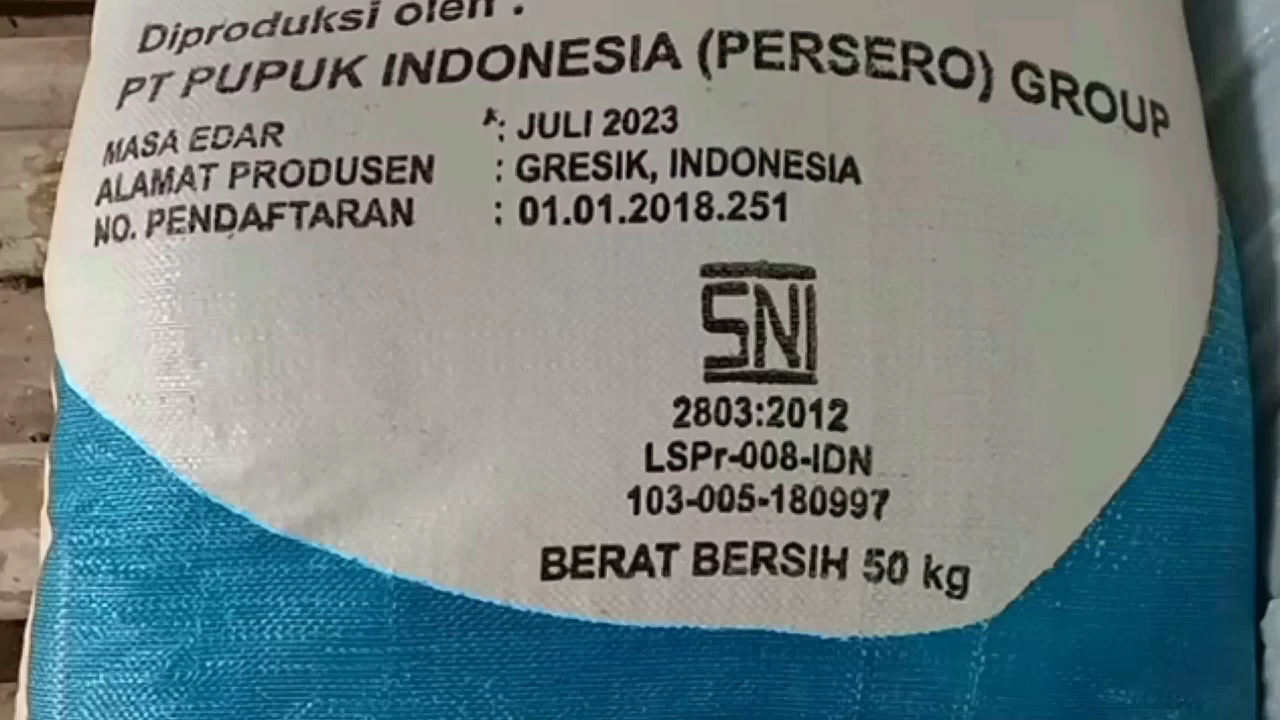 Diproduksi oleh :
PT PUPUK INDONESIA (PERSERO) GROUP
MASA EDAR : JULI 2023
ALAMAT PRODUSEN : GRESIK, INDONESIA
NO. PENDAFTARAN : 01.01.2018.251
SNI
2803:2012
LSPr-008-IDN
103-005-180997
BERAT BERSIH 50 kg